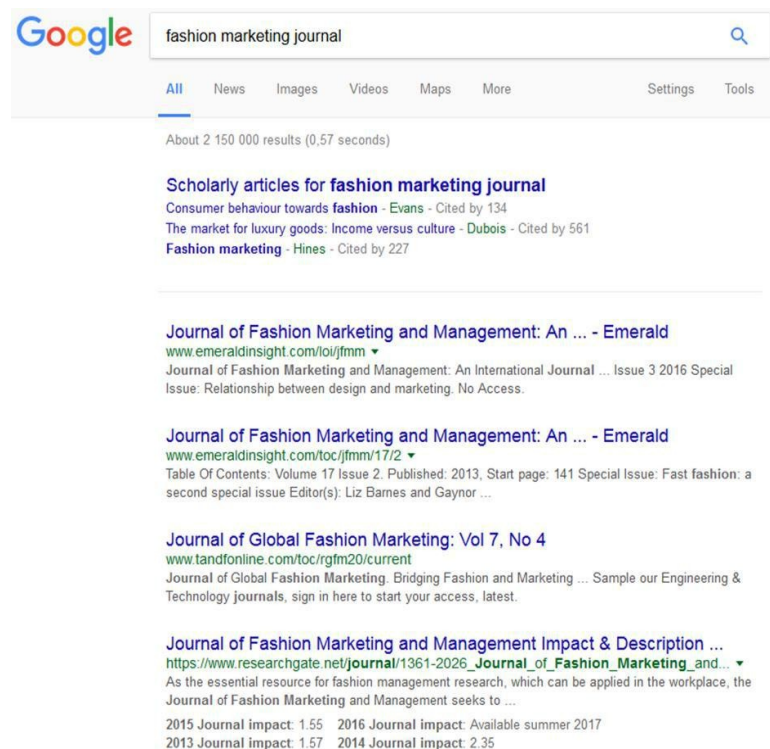 Google
fashion marketing journal
All News Images Videos Maps More Settings Tools
About 2 150 000 results (0,57 seconds)
Scholarly articles for fashion marketing journal
Consumer behaviour towards fashion - Evans - Cited by 134
The market for luxury goods: Income versus culture - Dubois - Cited by 561
Fashion marketing - Hines - Cited by 227
Journal of Fashion Marketing and Management: An ... - Emerald
www.emeraldinsight.com/loi/jfmm
Journal of Fashion Marketing and Management: An International Journal ... Issue 3 2016 Special
Issue: Relationship between design and marketing. No Access.
Journal of Fashion Marketing and Management: An ... - Emerald
www.emeraldinsight.com/toc/jfmm/17/2
Table Of Contents: Volume 17 Issue 2. Published: 2013, Start page: 141 Special Issue: Fast fashion: a
second special issue Editor(s): Liz Barnes and Gaynor ...
Journal of Global Fashion Marketing: Vol 7, No 4
www.tandfonline.com/toc/rgfm20/current
Journal of Global Fashion Marketing. Bridging Fashion and Marketing ... Sample our Engineering &
Technology journals, sign in here to start your access, latest.
Journal of Fashion Marketing and Management Impact & Description ...
https://www.researchgate.net/journal/1361-2026_Journal_of_Fashion_Marketing_and...
As the essential resource for fashion management research, which can be applied in the workplace, the
Journal of Fashion Marketing and Management seeks to ...
2015 Journal impact: 1.55 2016 Journal impact: Available summer 2017
2013 Journal impact: 1.57 2014 Journal impact: 2.35